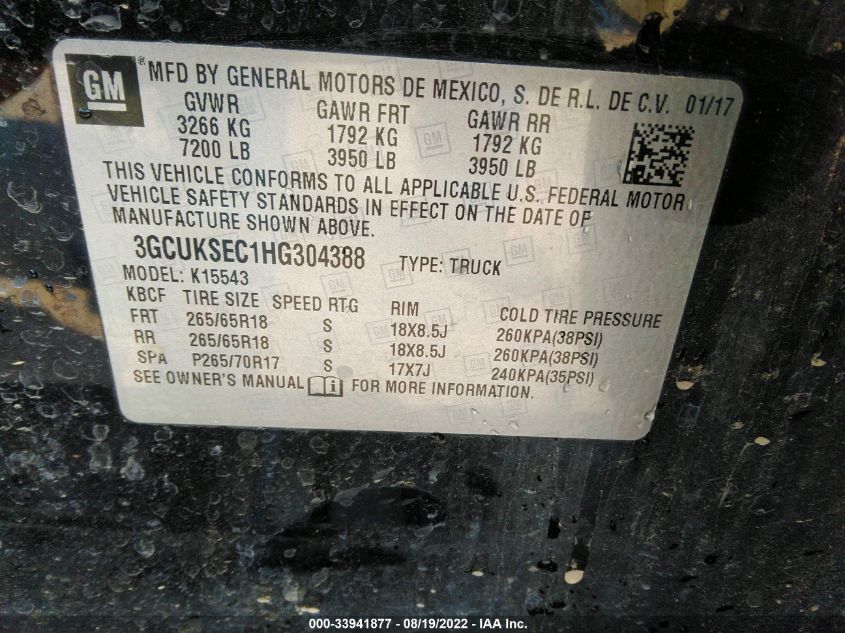 GM ® MFD BY GENERAL MOTORS DE MEXICO, S. DE R.L. DE C.V. 01/17
GVWR GAWR FRT GAWR RR
3266 KG 1792 KG 1792 KG
7200 LB 3950 LB 3950 LB
THIS VEHICLE CONFORMS TO ALL APPLICABLE U.S. FEDERAL MOTOR
VEHICLE SAFETY STANDARDS IN EFFECT ON THE DATE OF
MANUFACTURE SHOWN ABOVE.
3GCUKSEC1HG304388 TYPE: TRUCK
MODEL: K15543
KBCF TIRE SIZE SPEED RTG RIM COLD TIRE PRESSURE
FRT 265/65R18 S 18X8.5J 260KPA(38PSI)
RR 265/65R18 S 18X8.5J 260KPA(38PSI)
SPA P265/70R17 S 17X7J 240KPA(35PSI)
SEE OWNER'S MANUAL i FOR MORE INFORMATION.
000-33941877 - 08/19/2022 - IAA Inc.